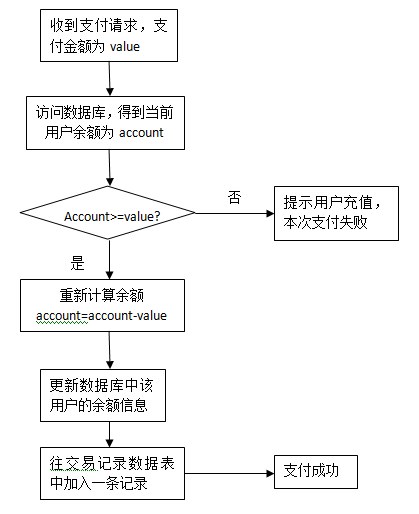 收到支付请求，支
付金额为 value
访问数据库，得到当前
用户余额为 account
Account>=value?
否
提示用户充值，
本次支付失败
是
重新计算余额
account=account-value
更新数据库中该
用户的余额信息
往交易记录数据表
中加入一条记录
支付成功